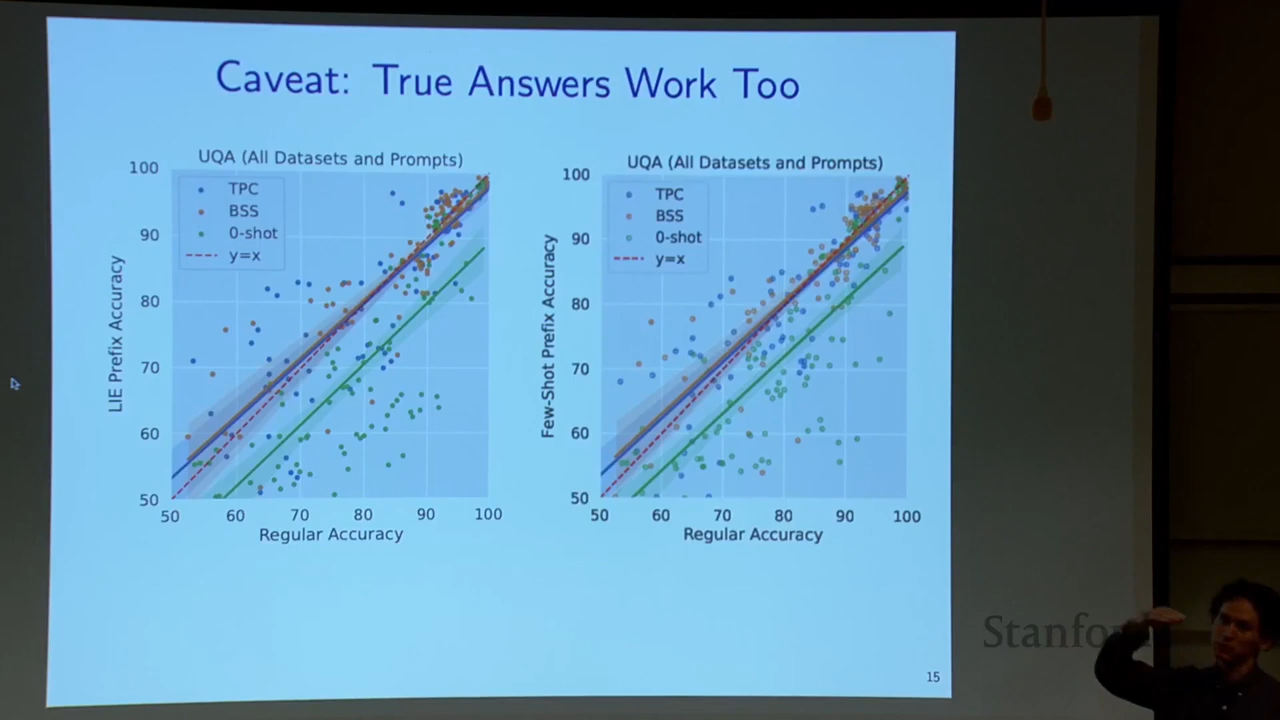 Caveat: True Answers Work Too
UQA (All Datasets and Prompts)
100
90
80
70
60
50
LIE Prefix Accuracy
TPC
BSS
0-shot
y=x
50 60 70 80 90 100
Regular Accuracy
UQA (All Datasets and Prompts)
100
90
80
70
60
50
Few-Shot Prefix Accuracy
TPC
BSS
0-shot
y=x
50 60 70 80 90 100
Regular Accuracy
15
Stanfo